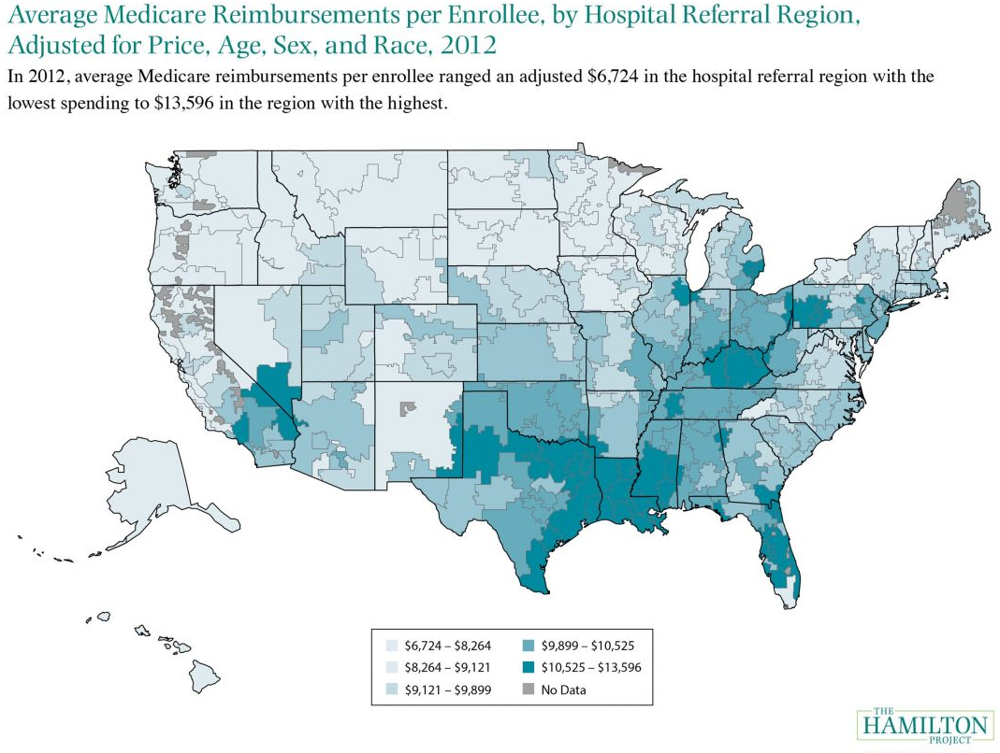 Average Medicare Reimbursements per Enrollee, by Hospital Referral Region,
Adjusted for Price, Age, Sex, and Race, 2012
In 2012, average Medicare reimbursements per enrollee ranged an adjusted $6,724 in the hospital referral region with the
lowest spending to $13,596 in the region with the highest.
$6,724 – $8,264
$8,264 – $9,121
$9,121 – $9,899
$9,899 – $10,525
$10,525 – $13,596
No Data
THE
HAMILTON
PROJECT